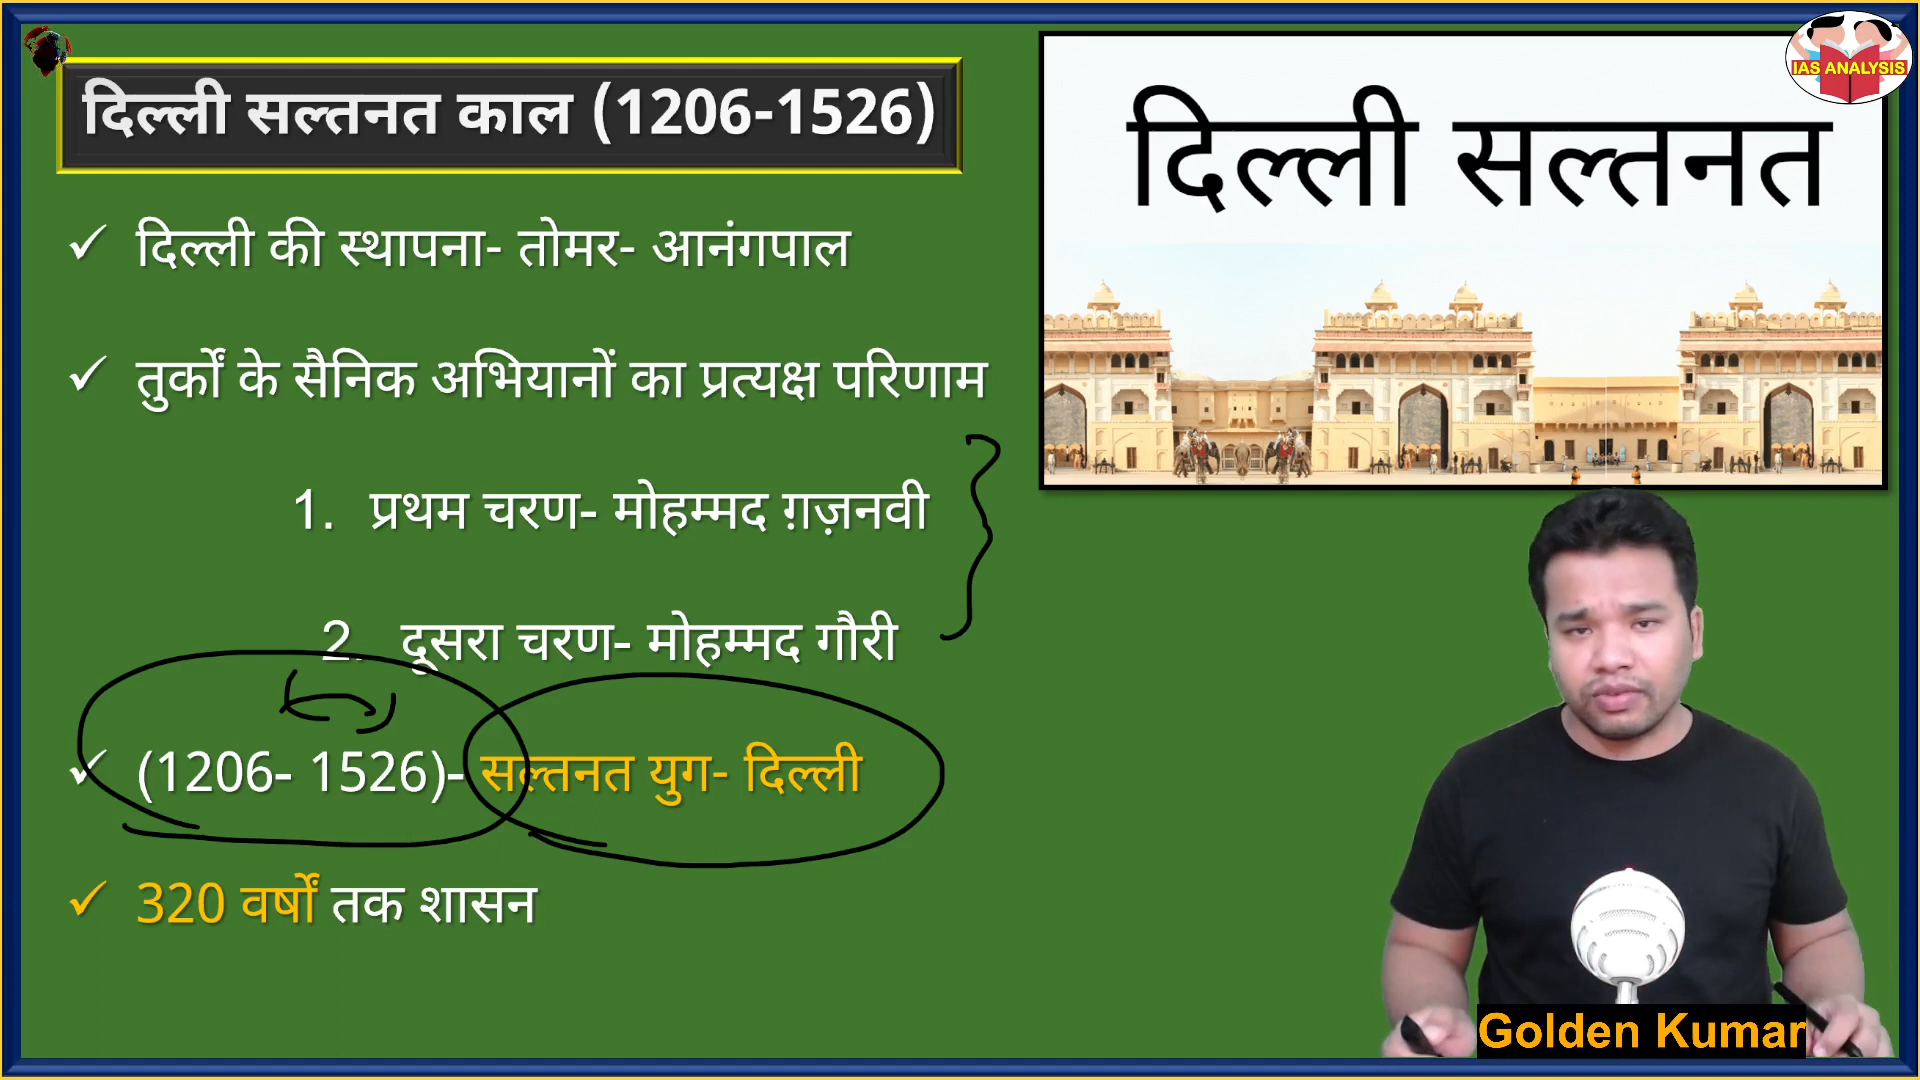 दिल्ली सल्तनत काल (1206-1526)
दिल्ली सल्तनत
IAS ANALYSIS
✓ दिल्ली की स्थापना- तोमर- आनंगपाल
✓ तुर्कों के सैनिक अभियानों का प्रत्यक्ष परिणाम
1. प्रथम चरण- मोहम्मद ग़ज़नवी
2. दूसरा चरण- मोहम्मद गौरी
✓ (1206- 1526)- सल्तनत युग- दिल्ली
✓ 320 वर्षों तक शासन
Golden Kumar